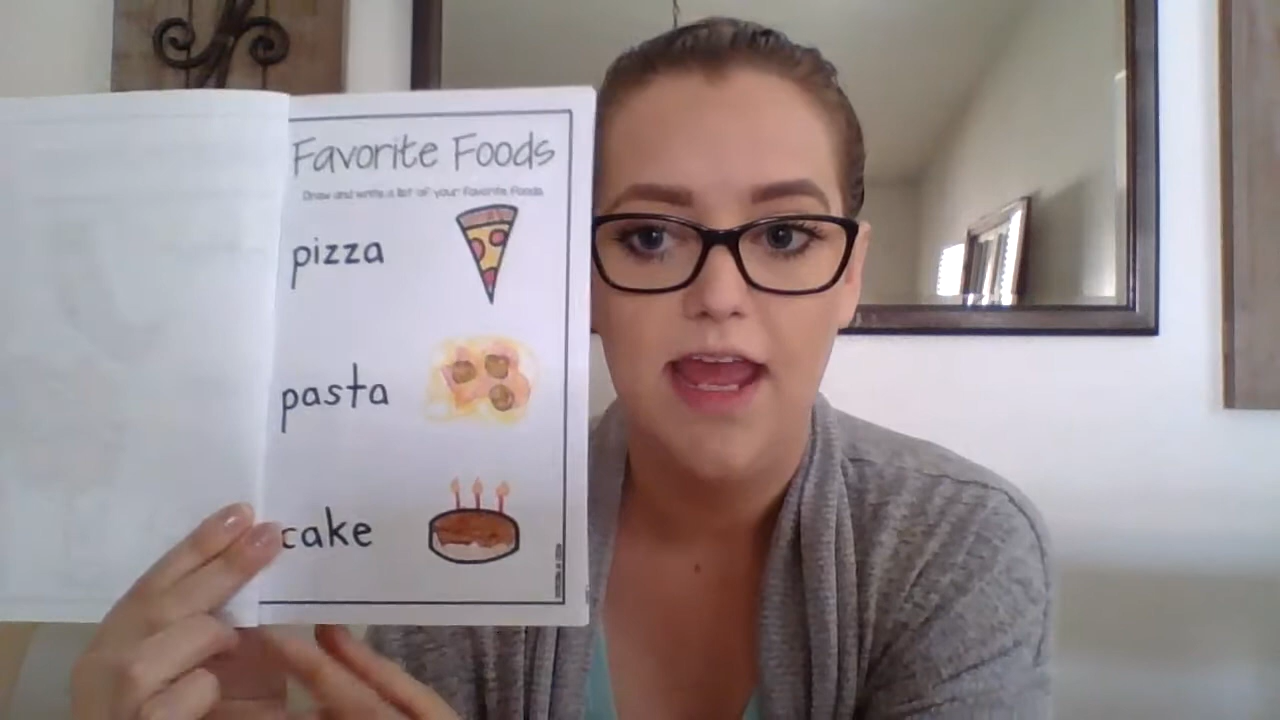 Favorite Foods
Draw and write a list of your favorite foods.
pizza
pasta
cake